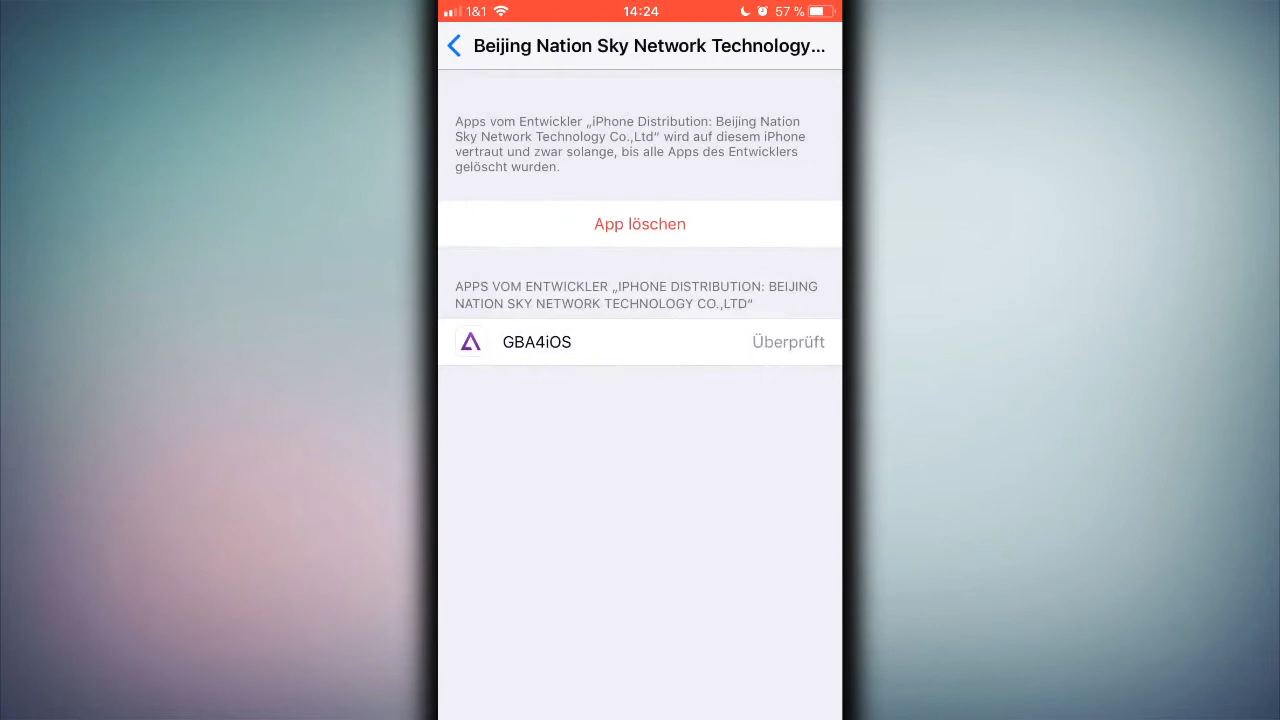 1&1 14:24 57 %
Beijing Nation Sky Network Technology...
Apps vom Entwickler „iPhone Distribution: Beijing Nation
Sky Network Technology Co.,Ltd“ wird auf diesem iPhone
vertraut und zwar solange, bis alle Apps des Entwicklers
gelöscht wurden.
App löschen
APPS VOM ENTWICKLER „IPHONE DISTRIBUTION: BEIJING
NATION SKY NETWORK TECHNOLOGY CO.,LTD“
GBA4iOS Überprüft